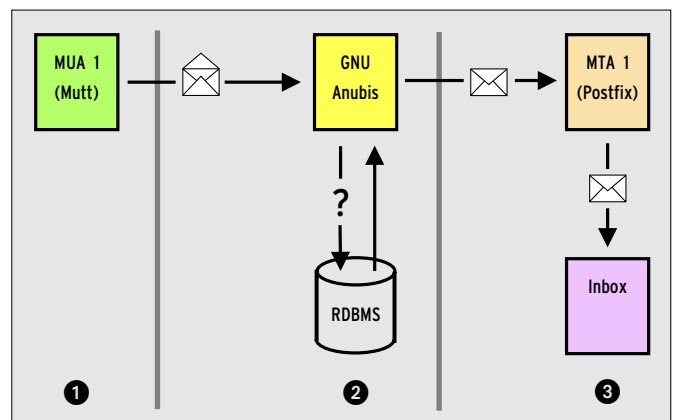 MUA 1
(Mutt)
GNU
Anubis
MTA 1
(Postfix)
?
RDBMS
Inbox
1
2
3